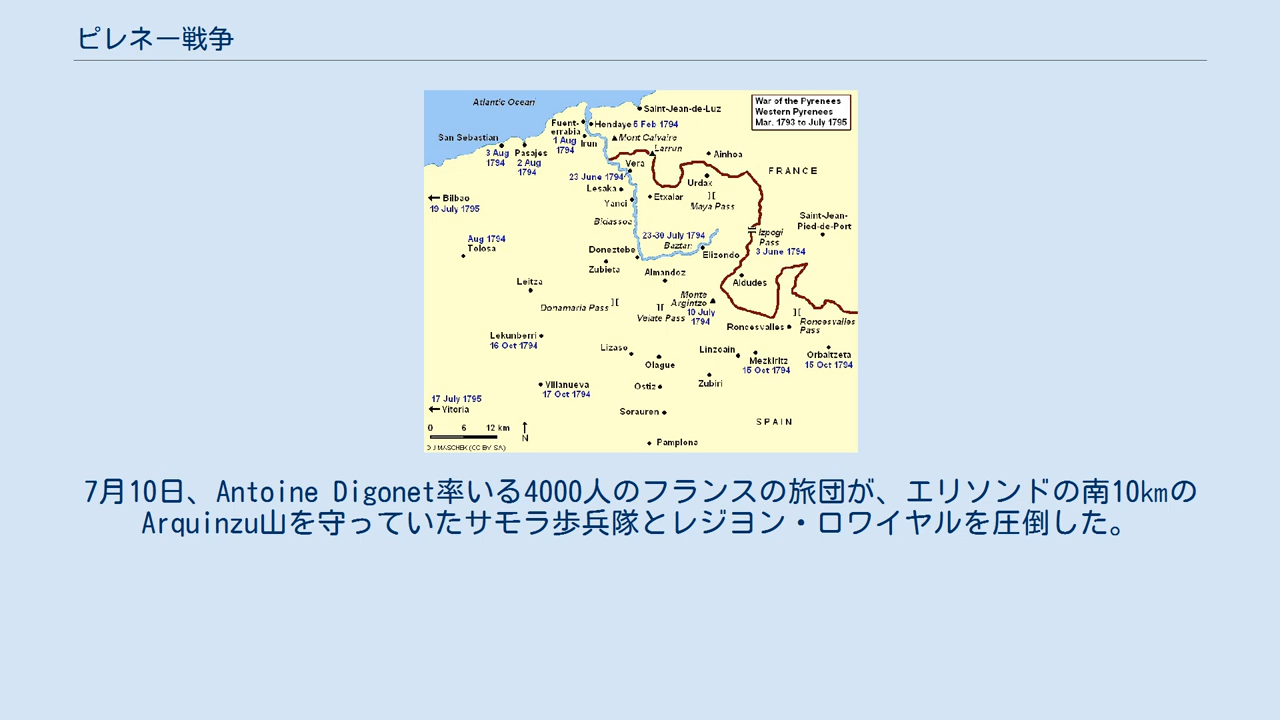 ピレネー戦争
Atlantic Ocean
War of the Pyrenees
Western Pyrenees
Mar. 1793 to July 1795
Saint-Jean-de-Luz
Fuent-
errabia
1 Aug
1794
Hendaye 5 Feb 1794
Irun
Mont Calvaire
Larrun
San Sebastian
3 Aug
1794
Pasajes
2 Aug
1794
Ainhoa
FRANCE
Vera
23 June 1794
Lesaka
Urdax
Etxalar
Maya Pass
Yanci
Bidassoa
Bilbao
19 July 1795
Saint-Jean-
Pied-de-Port
Izpegi
Pass
3 June 1794
23-30 July 1794
Baztan
Elizondo
Aug 1794
Tolosa
Doneztebe
Zubieta
Almandoz
Aldudes
Leitza
Donamaria Pass
Velate Pass
Monte
Argintzo
10 July
1794
Roncesvalles
Roncesvalles
Pass
Lekunberri
16 Oct 1794
Lizaso
Olague
Linzoain
Mezkiritz
15 Oct 1794
Orbaitzeta
15 Oct 1794
Villanueva
17 Oct 1794
Ostiz
Zubiri
17 July 1795
Vitoria
Sorauren
SPAIN
0 6 12 km
N
Pamplona
D J MASCHEK (CC BY SA)
7月10日、Antoine Digonet率いる4000人のフランスの旅団が、エリソンドの南10kmの
Arquinzu山を守っていたサモラ歩兵隊とレジヨン・ロワイヤルを圧倒した。